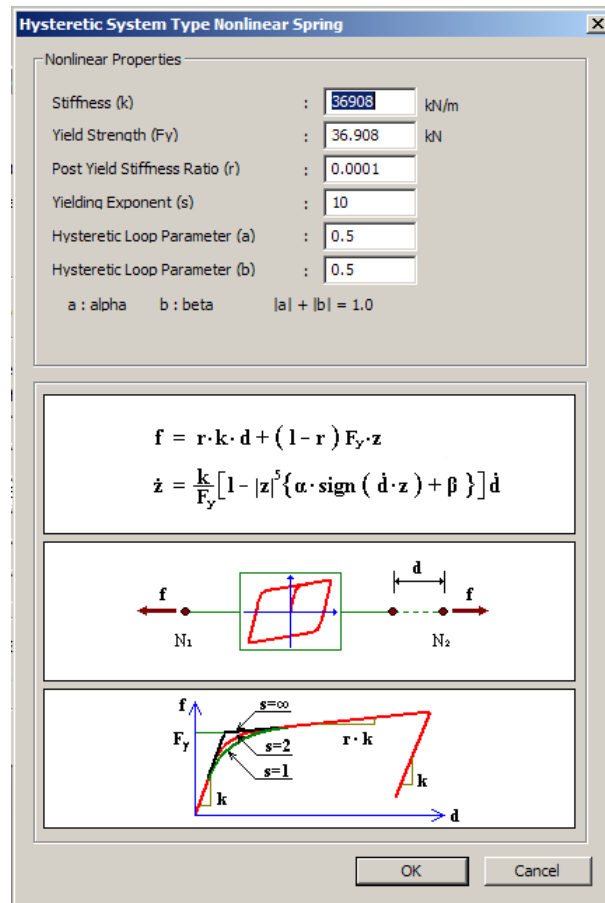 Hysteretic System Type Nonlinear Spring
Nonlinear Properties
Stiffness (k) : 36908 kN/m
Yield Strength (Fy) : 36.908 kN
Post Yield Stiffness Ratio (r) : 0.0001
Yielding Exponent (s) : 10
Hysteretic Loop Parameter (a) : 0.5
Hysteretic Loop Parameter (b) : 0.5
a : alpha b : beta |a| + |b| = 1.0
f = r·k·d + ( l - r ) Fy·z
ż = k/Fy [ l - |z|^s { α·sign ( ḋ·z ) + β } ] ḋ
d
f f
N₁ N₂
f s=∞
Fy s=2 r·k
s=1
k k
d
OK Cancel